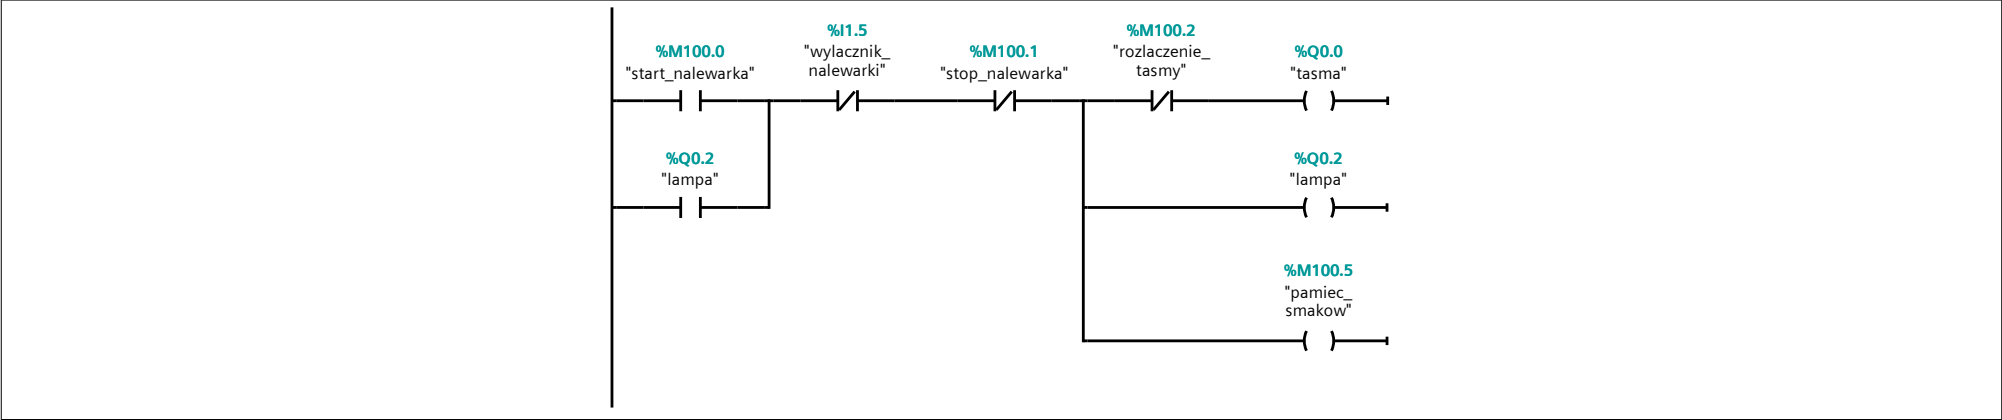 %M100.0
"start_nalewarka"
%I1.5
"wylacznik_
nalewarki"
%M100.1
"stop_nalewarka"
%M100.2
"rozlaczenie_
tasmy"
%Q0.0
"tasma"
%Q0.2
"lampa"
%Q0.2
"lampa"
%M100.5
"pamiec_
smakow"